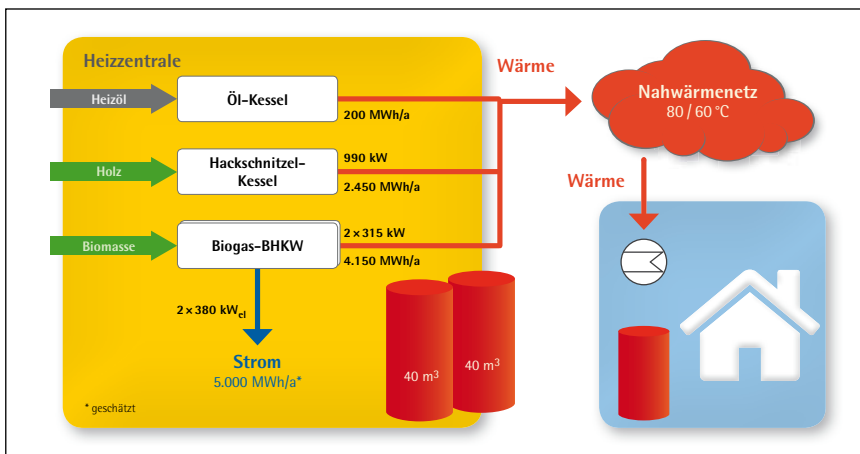 Heizzentrale
Wärme
Heizöl
Öl-Kessel
200 MWh/a
Nahwärmenetz
80 / 60 °C
Holz
Hackschnitzel-
Kessel
990 kW
2.450 MWh/a
Wärme
Biomasse
Biogas-BHKW
2 × 315 kW
4.150 MWh/a
2 × 380 kWel
Strom
5.000 MWh/a*
40 m³
40 m³
* geschätzt